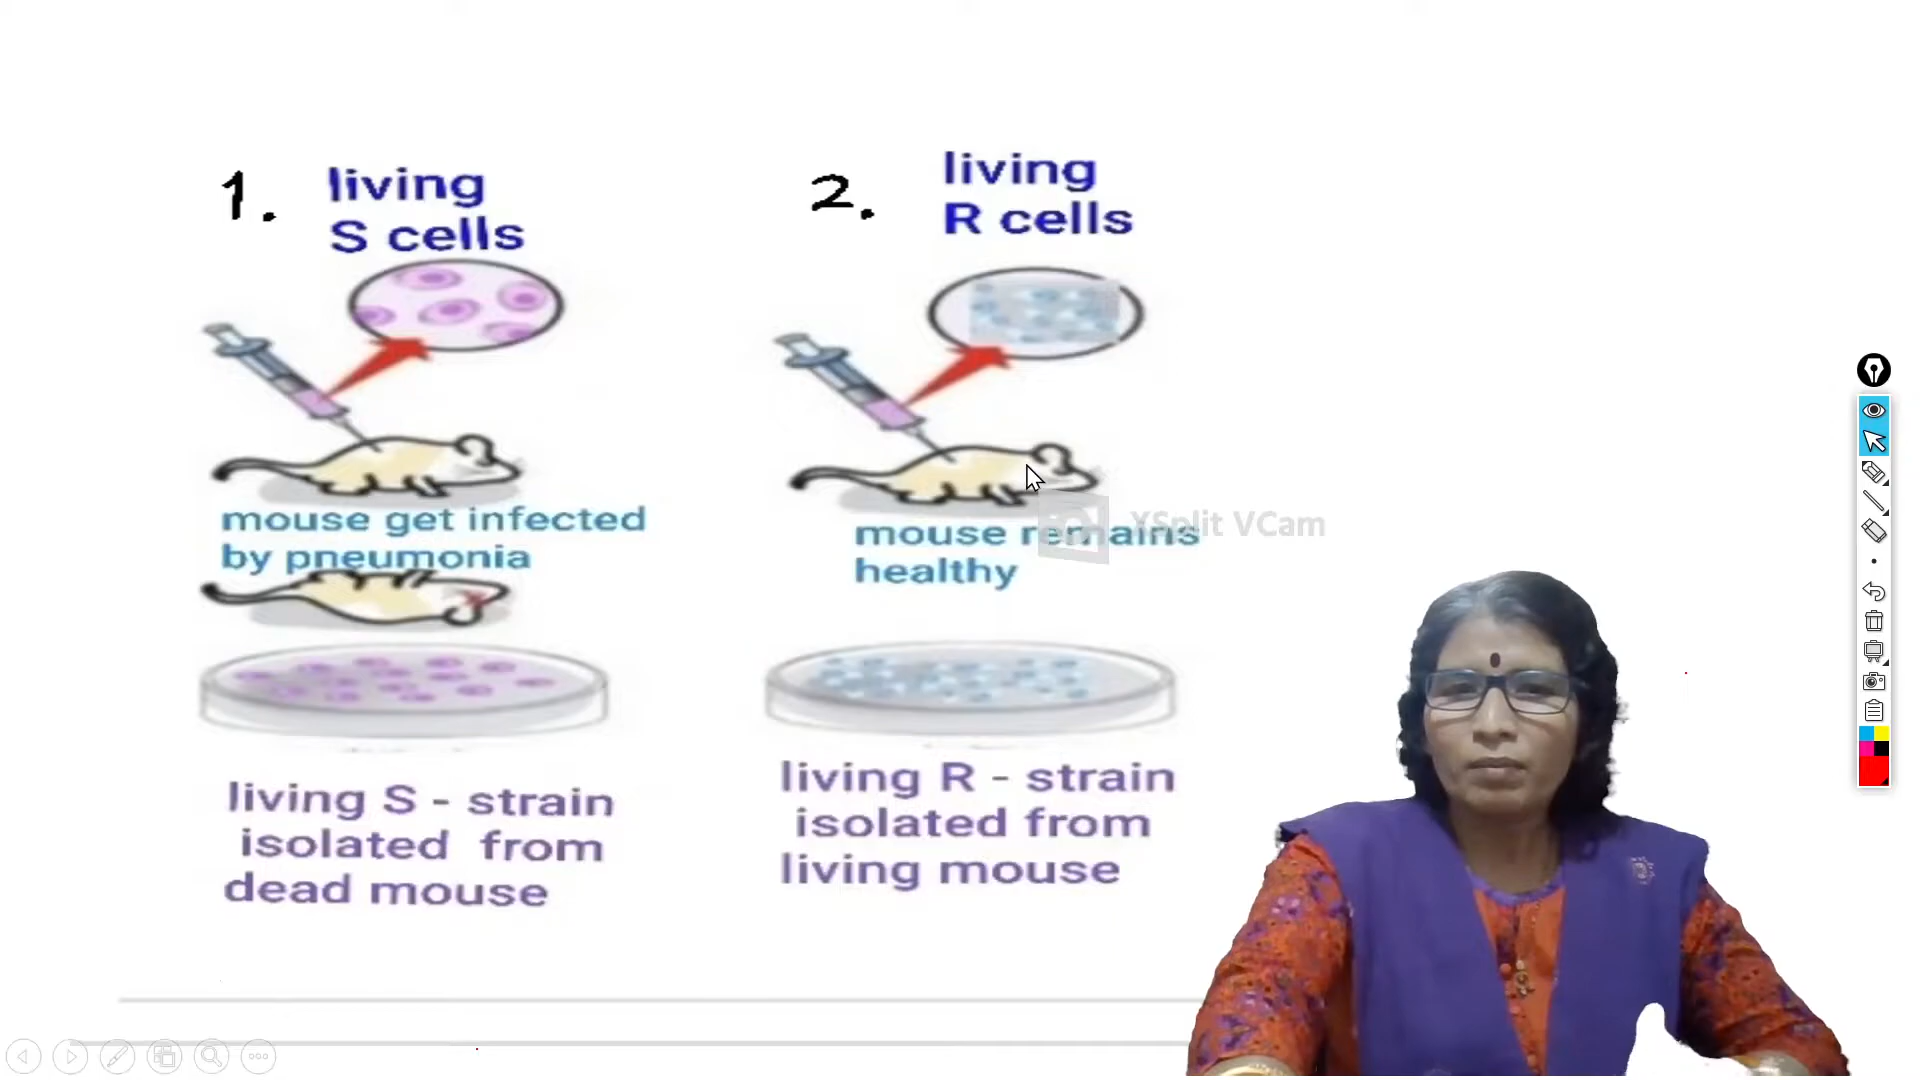 1. living
S cells
mouse get infected
by pneumonia
living S - strain
isolated from
dead mouse
2. living
R cells
XSplit VCam
mouse remains
healthy
living R - strain
isolated from
living mouse